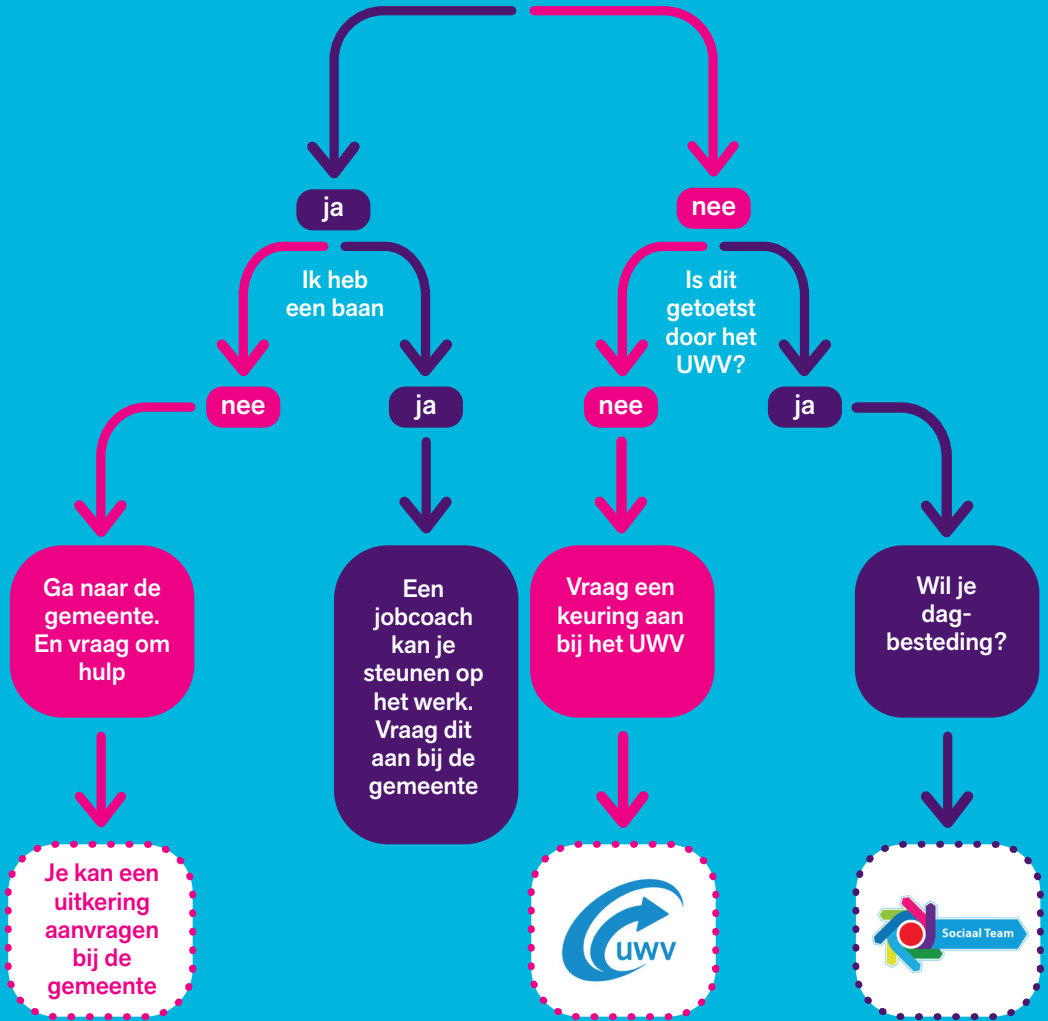 ja
nee
Ik heb
een baan
Is dit
getoetst
door het
UWV?
nee
ja
nee
ja
Ga naar de
gemeente.
En vraag om
hulp
Een
jobcoach
kan je
steunen op
het werk.
Vraag dit
aan bij de
gemeente
Vraag een
keuring aan
bij het UWV
Wil je
dag-
besteding?
Je kan een
uitkering
aanvragen
bij de
gemeente
UWV
Sociaal Team